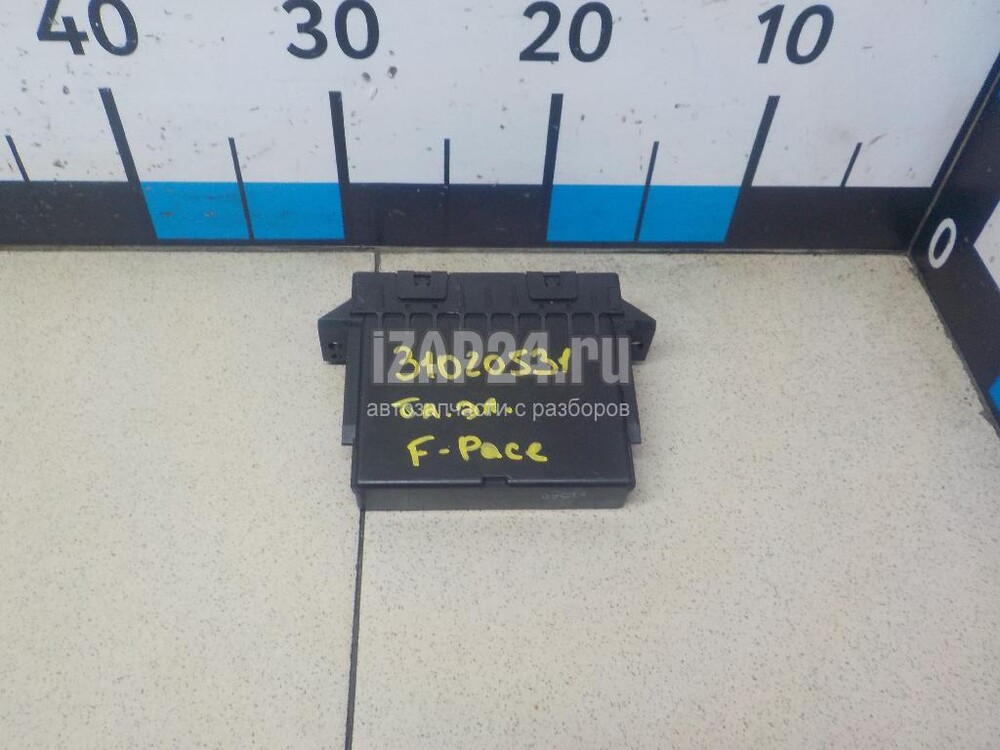 40 30 20 10
0
iZAP24.ru
31020531
автозапчасти с разборов
F-Pace